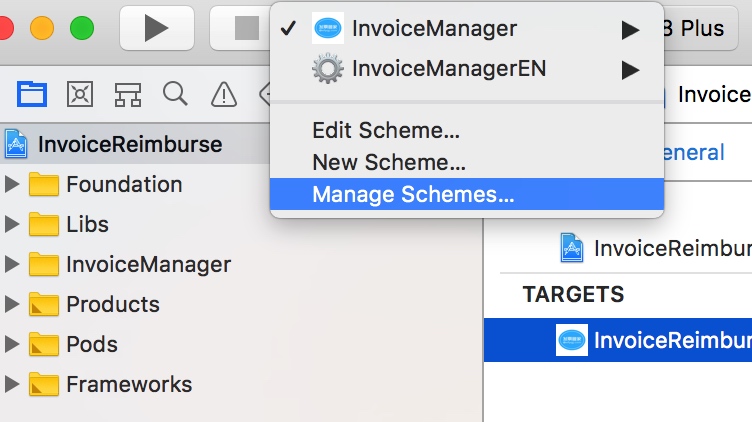 InvoiceManager
8 Plus
InvoiceManagerEN
Edit Scheme...
New Scheme...
Manage Schemes...
Invoice
eneral
InvoiceReimburse
Foundation
Libs
InvoiceManager
Products
Pods
Frameworks
InvoiceReimbur
TARGETS
InvoiceReimbur